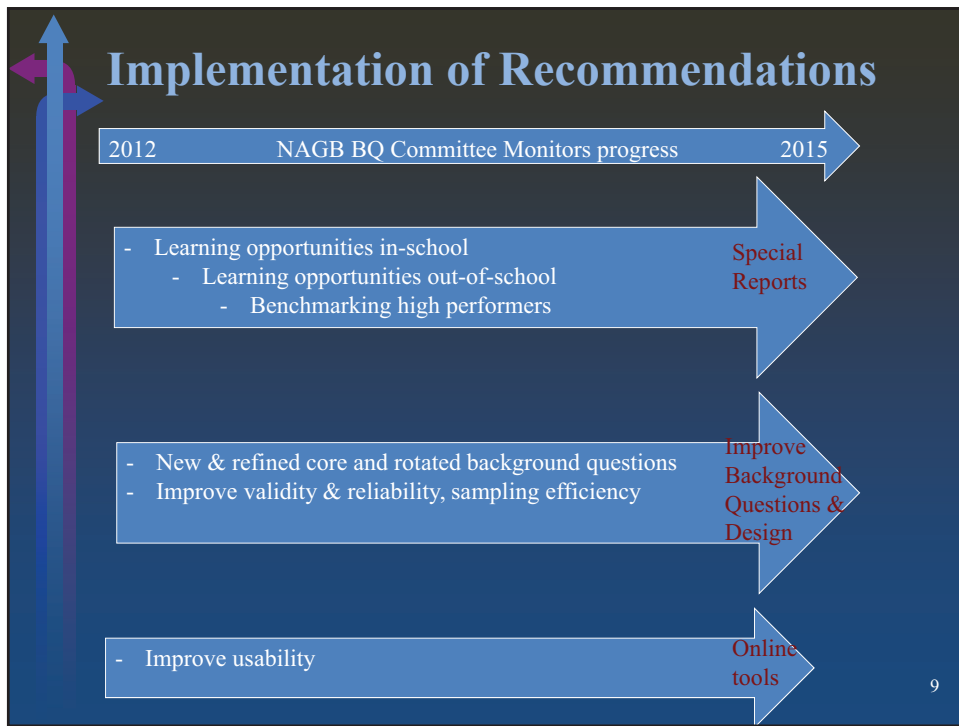 Implementation of Recommendations
2012 NAGB BQ Committee Monitors progress 2015
- Learning opportunities in-school
- Learning opportunities out-of-school
- Benchmarking high performers
Special
Reports
- New & refined core and rotated background questions
- Improve validity & reliability, sampling efficiency
Improve
Background
Questions &
Design
- Improve usability
Online
tools
9